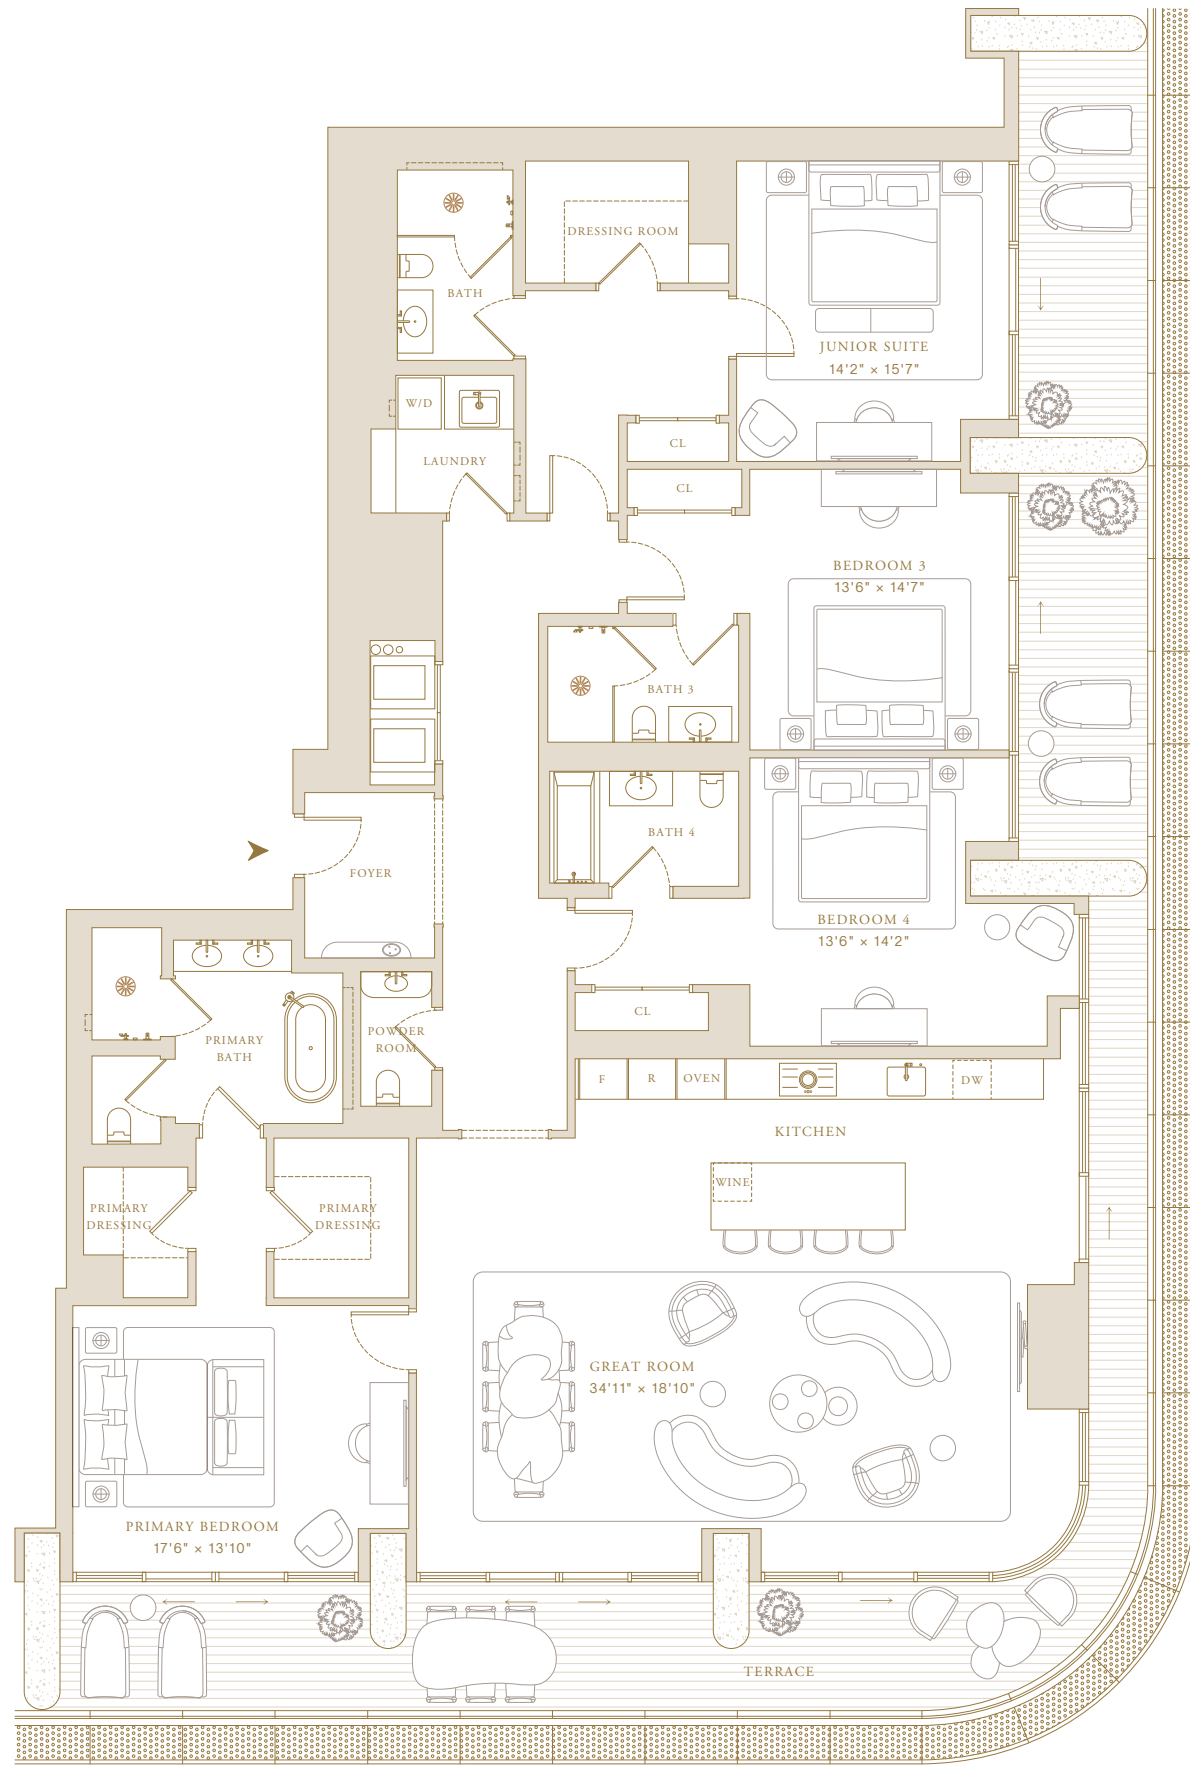 DRESSING ROOM
BATH
JUNIOR SUITE
14'2" × 15'7"
W/D
CL
LAUNDRY
CL
BEDROOM 3
13'6" × 14'7"
BATH 3
BATH 4
FOYER
BEDROOM 4
13'6" × 14'2"
CL
POWDER
ROOM
PRIMARY
BATH
F
R
OVEN
DW
KITCHEN
WINE
PRIMARY
DRESSING
PRIMARY
DRESSING
GREAT ROOM
34'11" × 18'10"
PRIMARY BEDROOM
17'6" × 13'10"
TERRACE